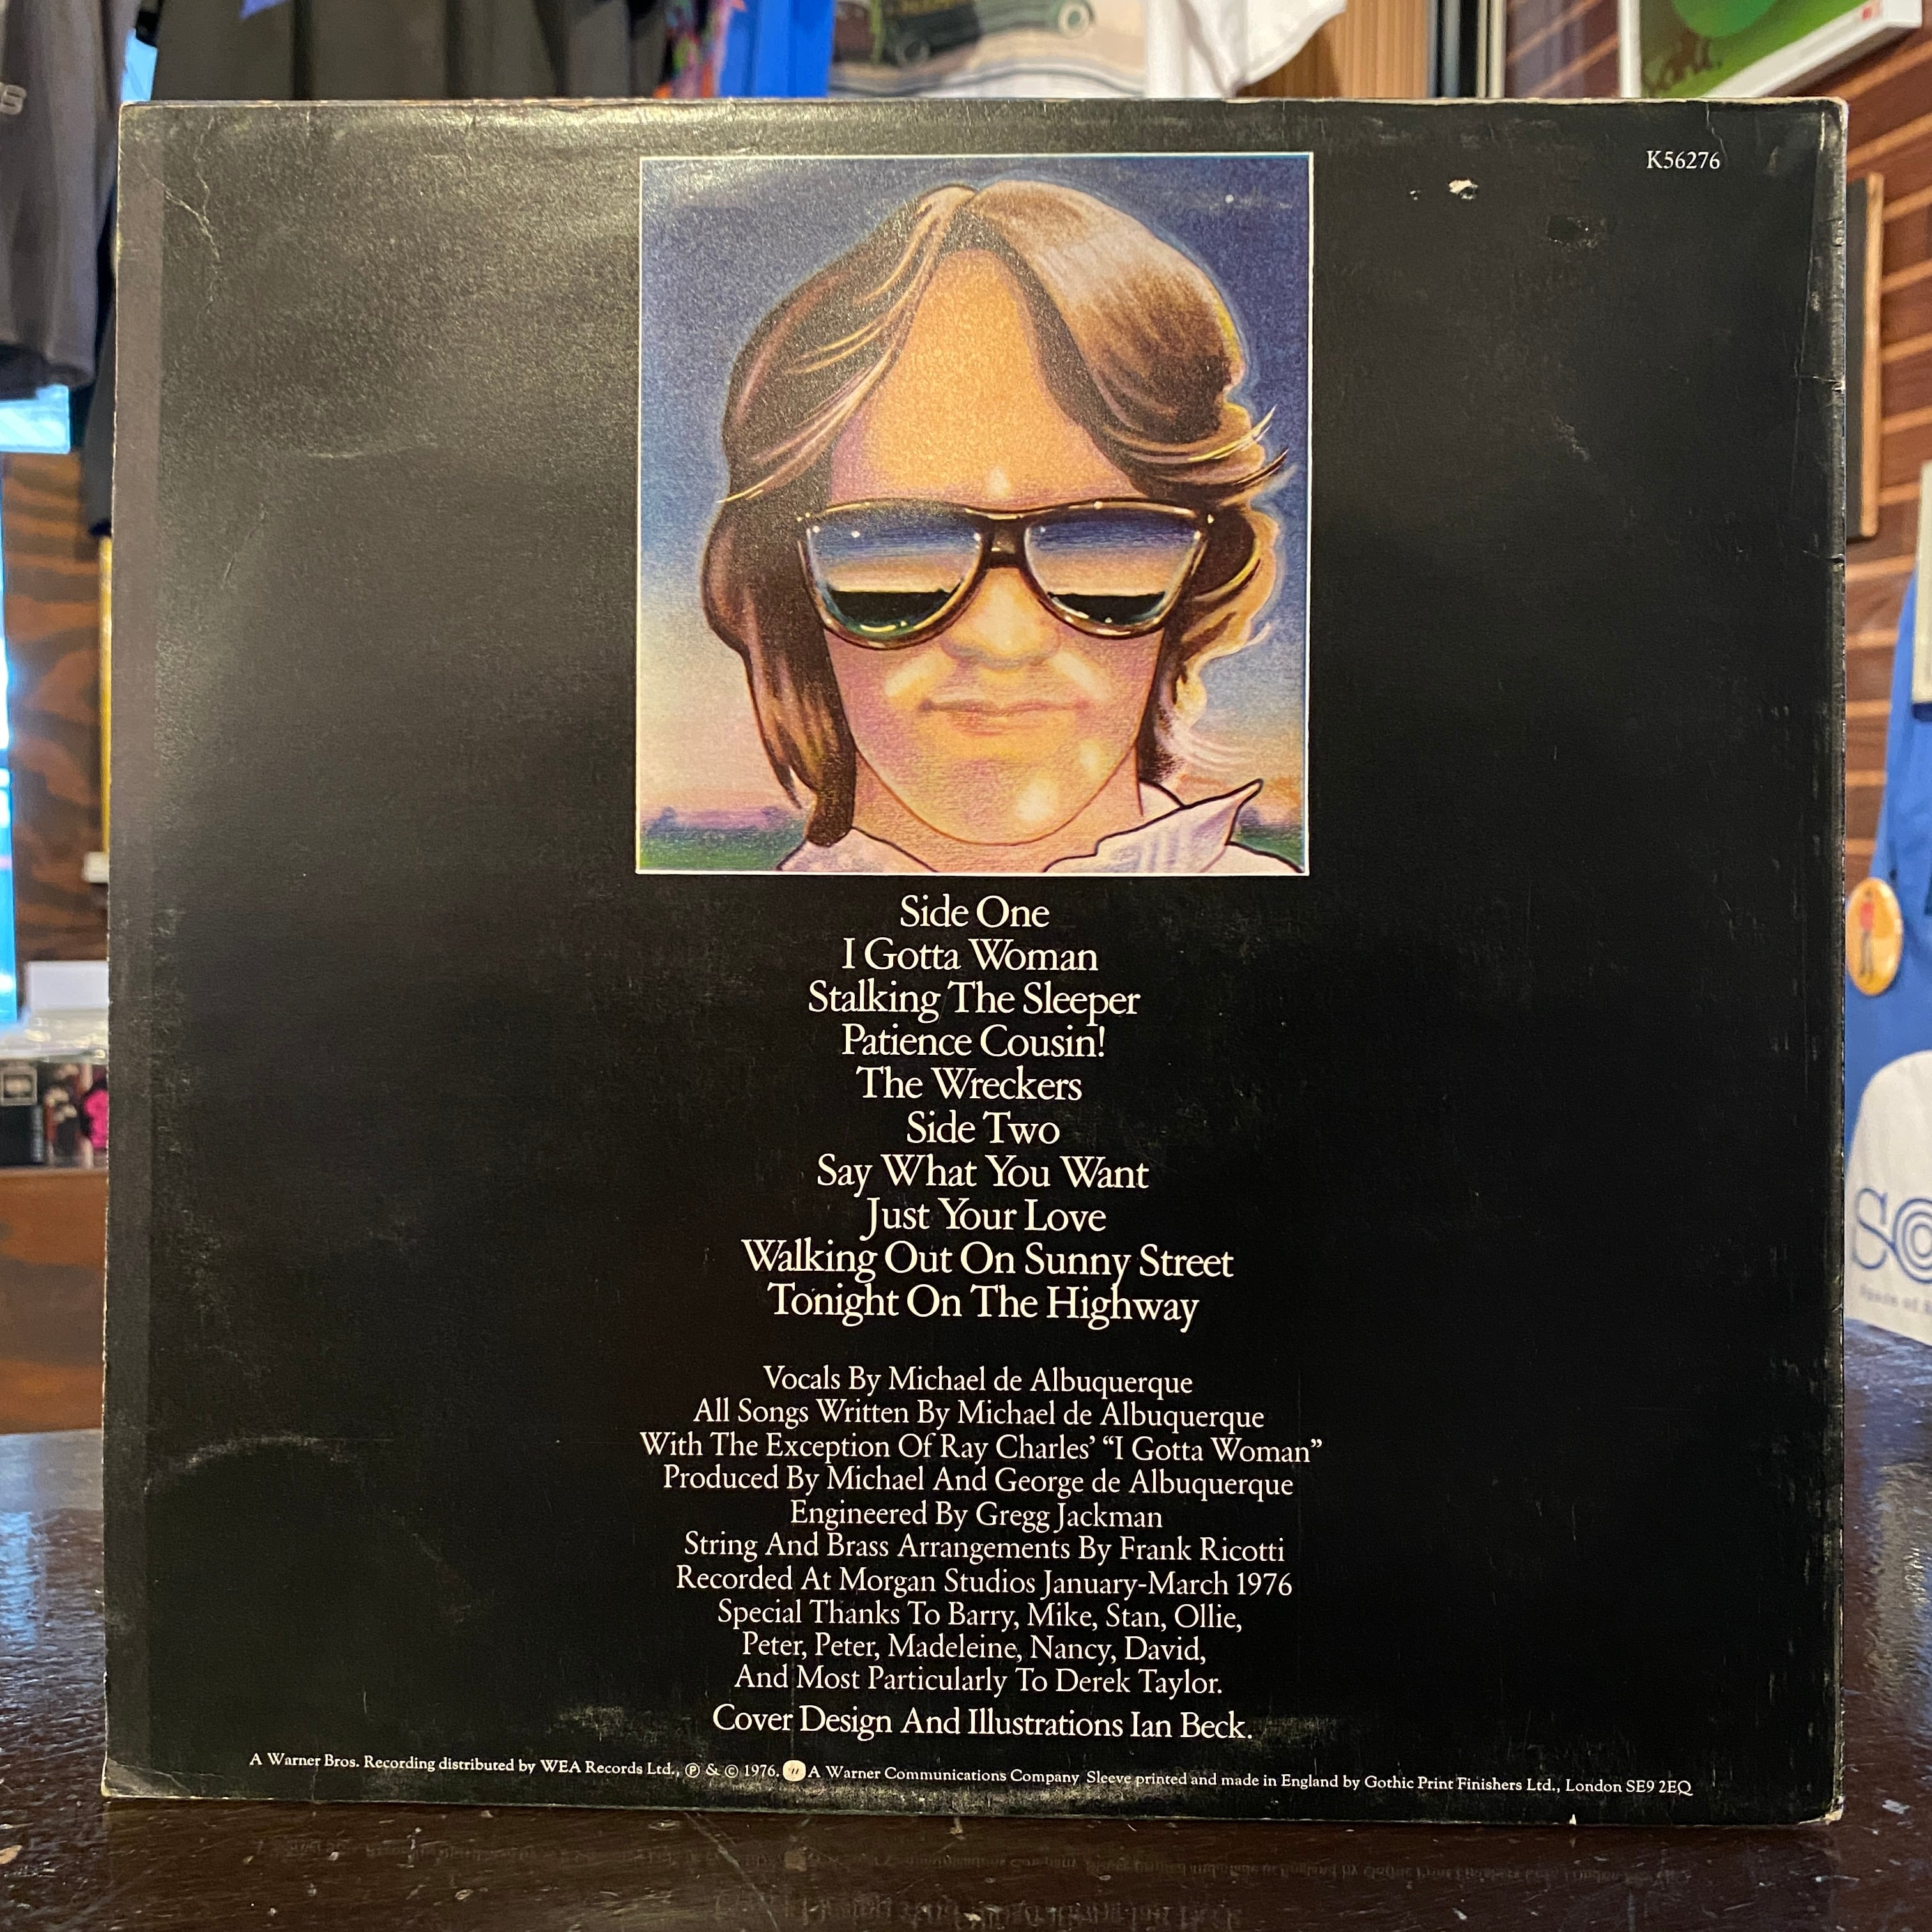 K56276
Side One
I Gotta Woman
Stalking The Sleeper
Patience Cousin!
The Wreckers
Side Two
Say What You Want
Just Your Love
Walking Out On Sunny Street
Tonight On The Highway
Vocals By Michael de Albuquerque
All Songs Written By Michael de Albuquerque
With The Exception Of Ray Charles’ “I Gotta Woman”
Produced By Michael And George de Albuquerque
Engineered By Gregg Jackman
String And Brass Arrangements By Frank Ricotti
Recorded At Morgan Studios January-March 1976
Special Thanks To Barry, Mike, Stan, Ollie,
Peter, Peter, Madeleine, Nancy, David,
And Most Particularly To Derek Taylor.
Cover Design And Illustrations Ian Beck.
A Warner Bros. Recording distributed by WEA Records Ltd., ℗ & © 1976. A Warner Communications Company Sleeve printed and made in England by Gothic Print Finishers Ltd., London SE9 2EQ